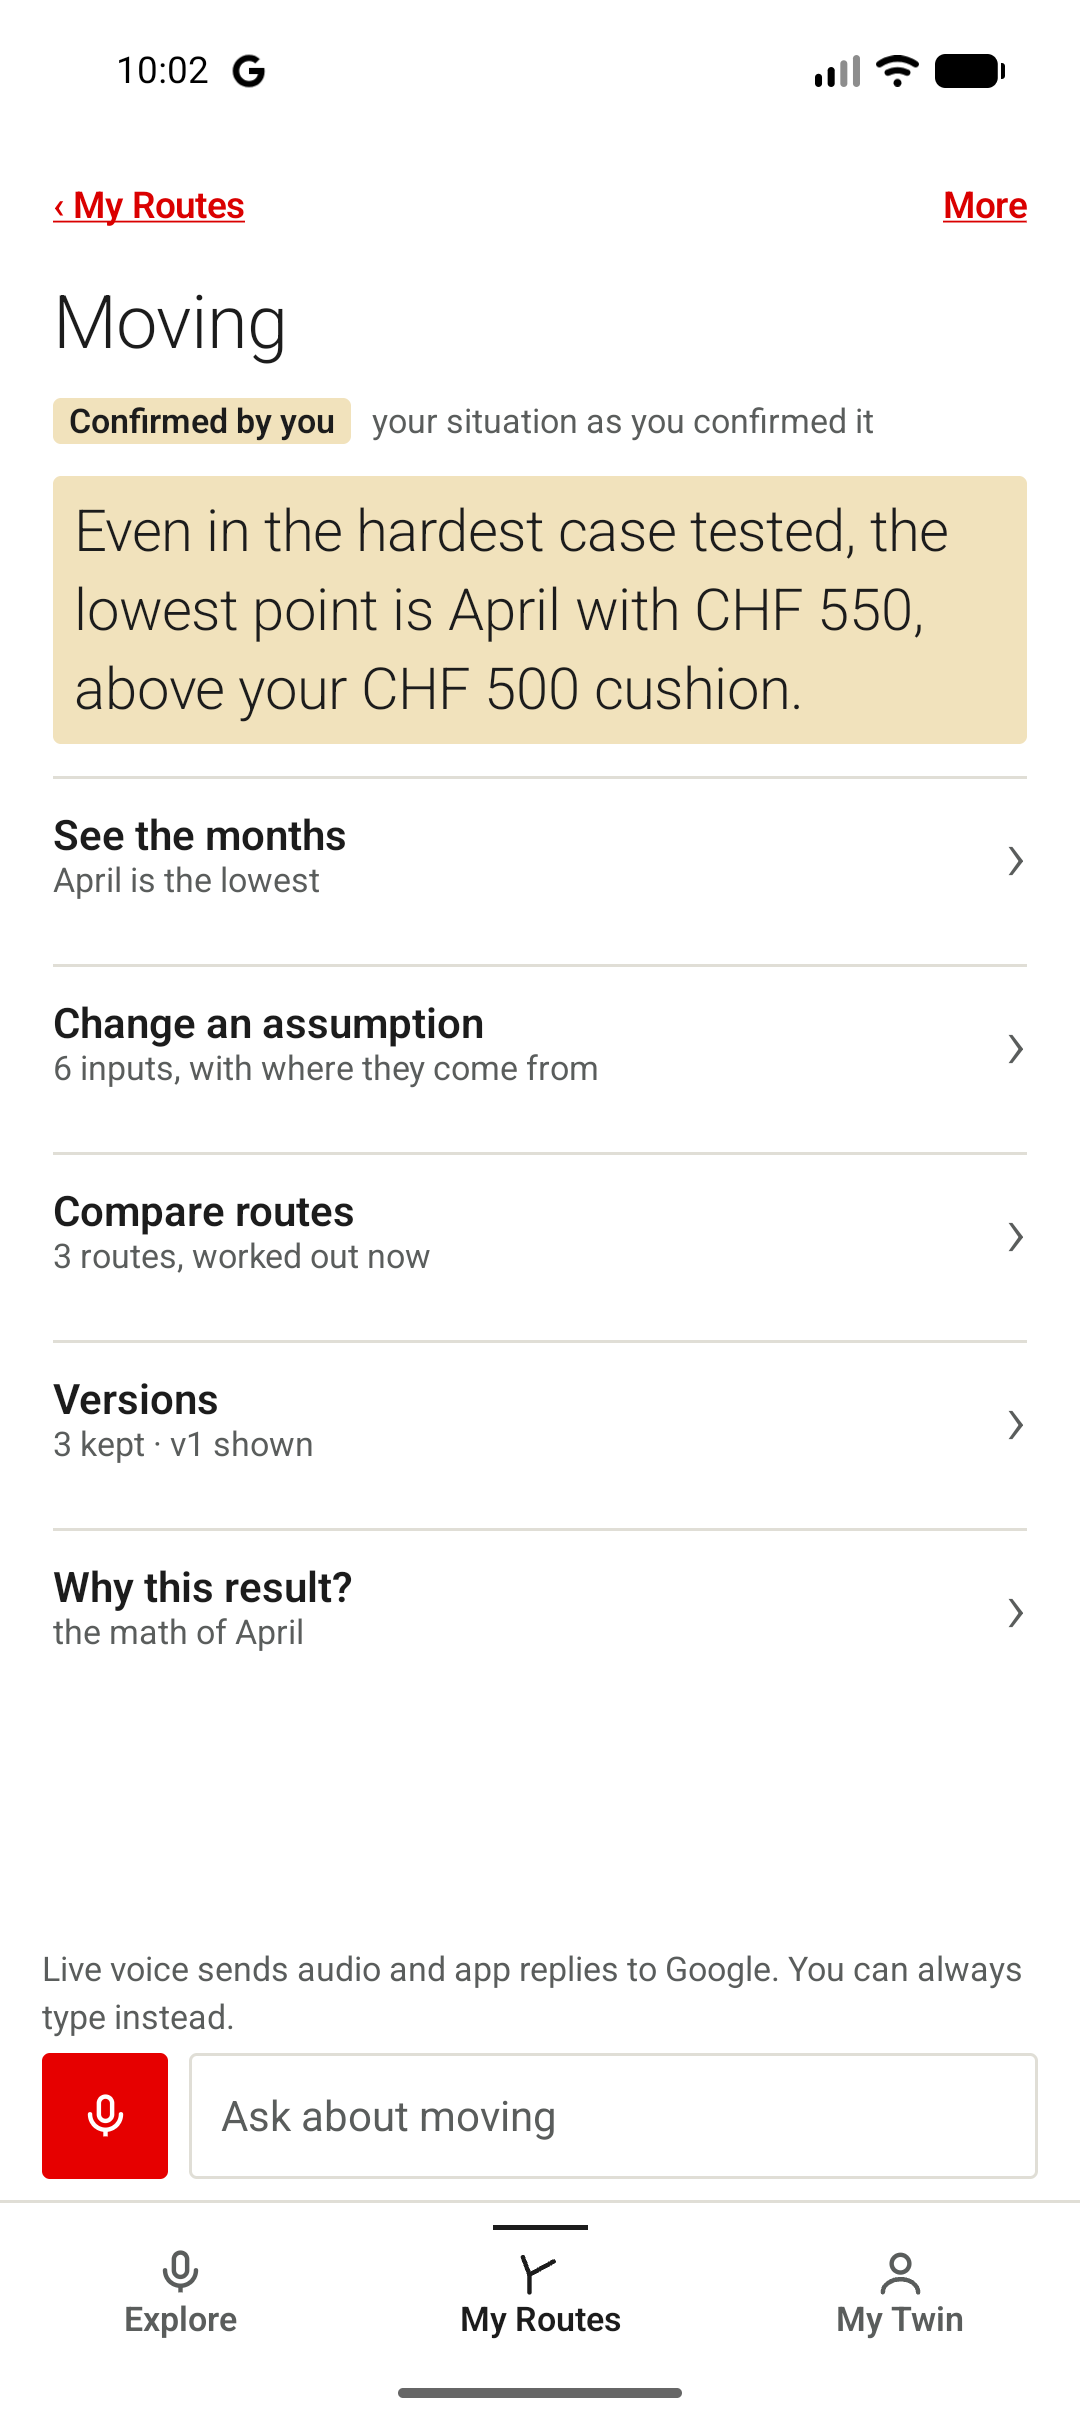 10:02
‹ My Routes
More
Moving
Confirmed by you
your situation as you confirmed it
Even in the hardest case tested, the
lowest point is April with CHF 550,
above your CHF 500 cushion.
See the months
April is the lowest
Change an assumption
6 inputs, with where they come from
Compare routes
3 routes, worked out now
Versions
3 kept · v1 shown
Why this result?
the math of April
Live voice sends audio and app replies to Google. You can always
type instead.
Ask about moving
Explore
My Routes
My Twin